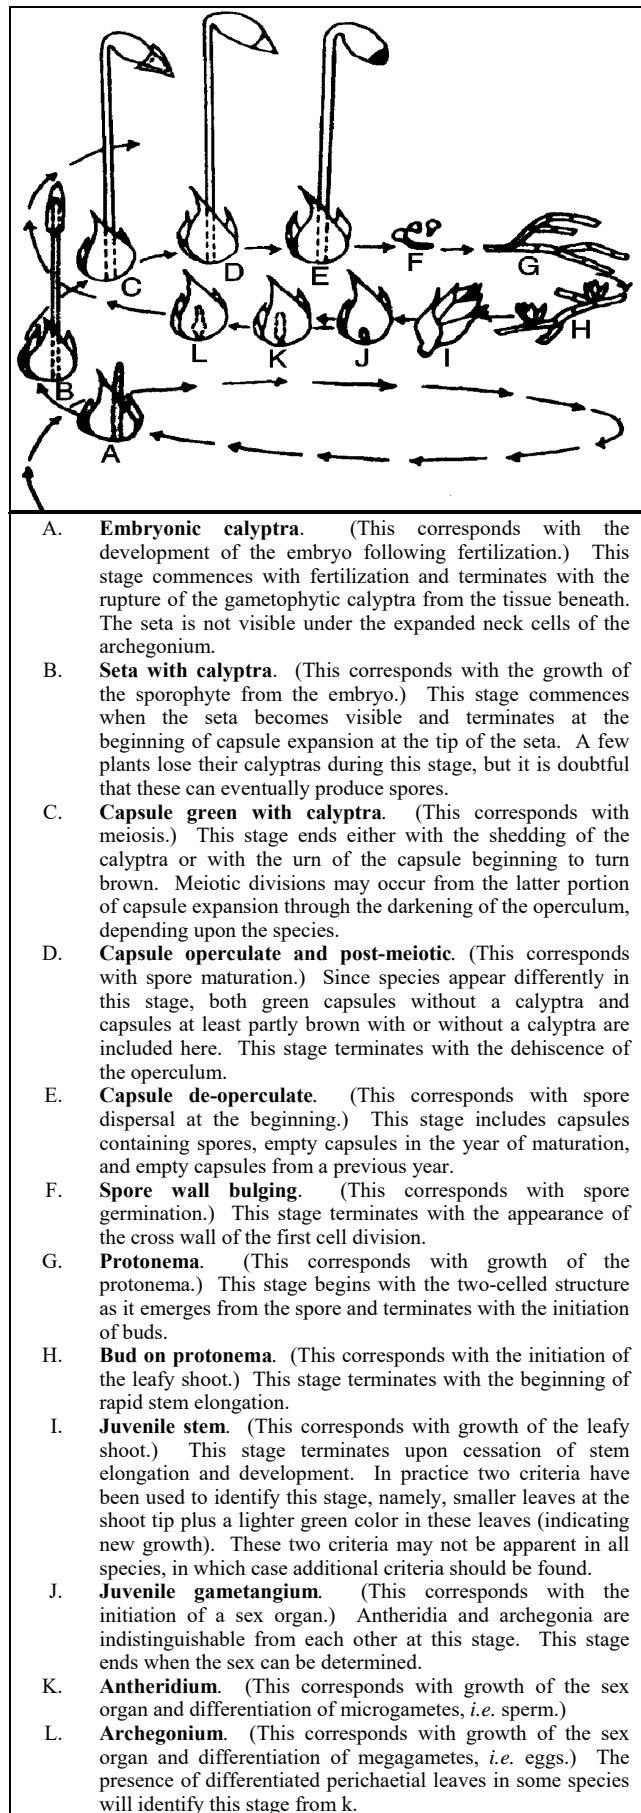 C
D
E
F
G
L
K
J
I
H
B
A
A. Embryonic calyptra. (This corresponds with the
development of the embryo following fertilization.) This
stage commences with fertilization and terminates with the
rupture of the gametophytic calyptra from the tissue beneath.
The seta is not visible under the expanded neck cells of the
archegonium.
B. Seta with calyptra. (This corresponds with the growth of
the sporophyte from the embryo.) This stage commences
when the seta becomes visible and terminates at the
beginning of capsule expansion at the tip of the seta. A few
plants lose their calyptras during this stage, but it is doubtful
that these can eventually produce spores.
C. Capsule green with calyptra. (This corresponds with
meiosis.) This stage ends either with the shedding of the
calyptra or with the urn of the capsule beginning to turn
brown. Meiotic divisions may occur from the latter portion
of capsule expansion through the darkening of the operculum,
depending upon the species.
D. Capsule operculate and post-meiotic. (This corresponds
with spore maturation.) Since species appear differently in
this stage, both green capsules without a calyptra and
capsules at least partly brown with or without a calyptra are
included here. This stage terminates with the dehiscence of
the operculum.
E. Capsule de-operculate. (This corresponds with spore
dispersal at the beginning.) This stage includes capsules
containing spores, empty capsules in the year of maturation,
and empty capsules from a previous year.
F. Spore wall bulging. (This corresponds with spore
germination.) This stage terminates with the appearance of
the cross wall of the first cell division.
G. Protonema. (This corresponds with growth of the
protonema.) This stage begins with the two-celled structure
as it emerges from the spore and terminates with the initiation
of buds.
H. Bud on protonema. (This corresponds with the initiation of
the leafy shoot.) This stage terminates with the beginning of
rapid stem elongation.
I. Juvenile stem. (This corresponds with growth of the leafy
shoot.) This stage terminates upon cessation of stem
elongation and development. In practice two criteria have
been used to identify this stage, namely, smaller leaves at the
shoot tip plus a lighter green color in these leaves (indicating
new growth). These two criteria may not be apparent in all
species, in which case additional criteria should be found.
J. Juvenile gametangium. (This corresponds with the
initiation of a sex organ.) Antheridia and archegonia are
indistinguishable from each other at this stage. This stage
ends when the sex can be determined.
K. Antheridium. (This corresponds with growth of the sex
organ and differentiation of microgametes, i.e. sperm.)
L. Archegonium. (This corresponds with growth of the sex
organ and differentiation of megagametes, i.e. eggs.) The
presence of differentiated perichaetial leaves in some species
will identify this stage from k.